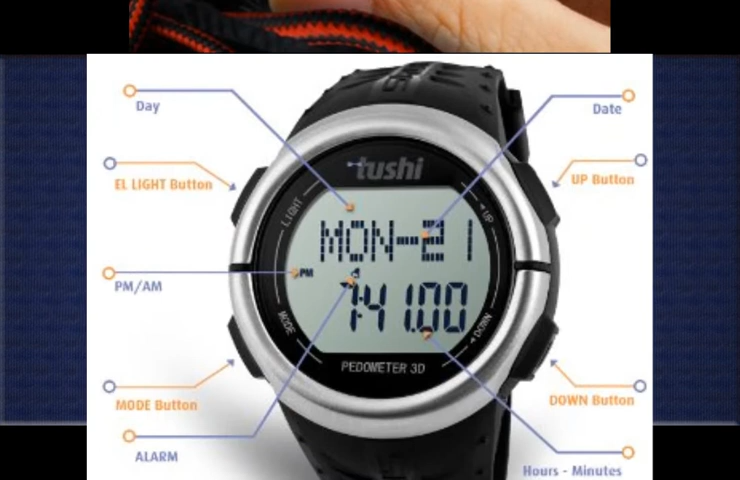 Day
Date
tushi
EL LIGHT Button
UP Button
LIGHT
UP
MON-21
PM/AM
PM
1:41.00
MODE
DOWN
PEDOMETER 3D
MODE Button
DOWN Button
ALARM
Hours - Minutes